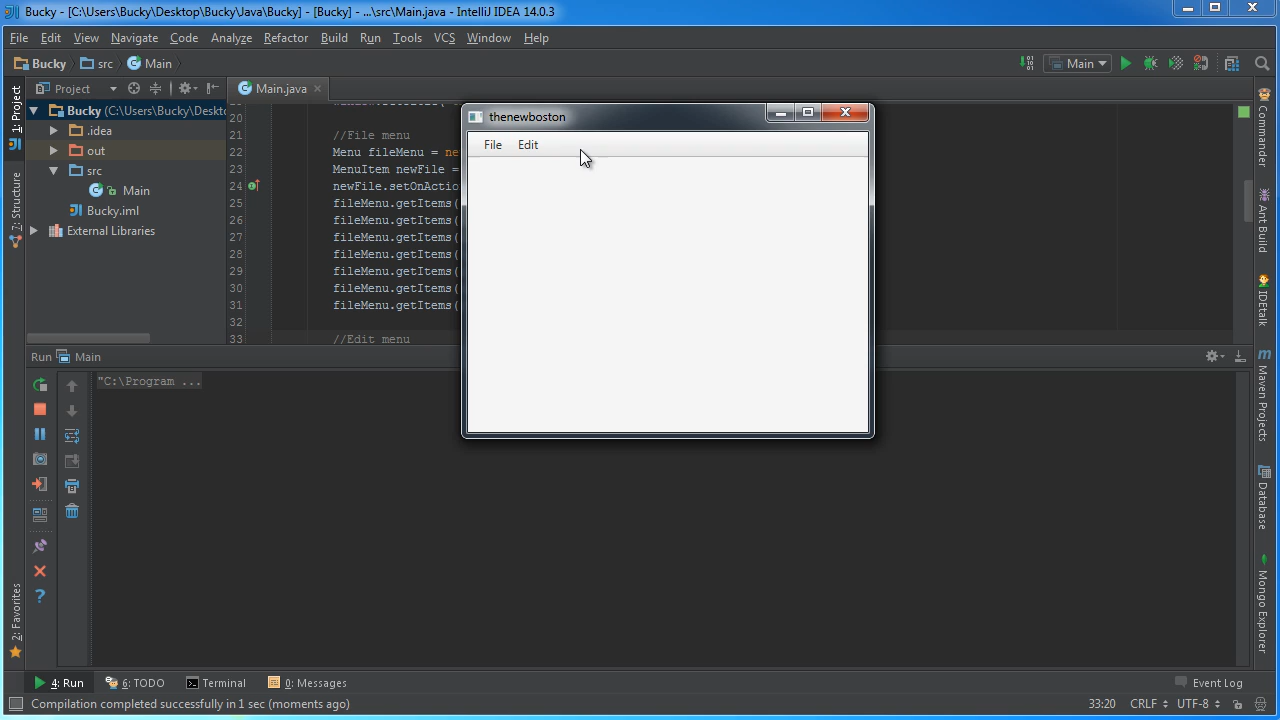 Bucky - [C:\Users\Bucky\Desktop\Bucky\Java\Bucky] - [Bucky] - ...\src\Main.java - IntelliJ IDEA 14.0.3
File Edit View Navigate Code Analyze Refactor Build Run Tools VCS Window Help
Bucky src Main
Main
Project
Main.java
1: Project
7: Structure
2: Favorites
Bucky (C:\Users\Bucky\Deskto
.idea
out
src
Main
Bucky.iml
External Libraries
20
21 //File menu
22 Menu fileMenu = ne
23 MenuItem newFile =
24 newFile.setOnActio
25 fileMenu.getItems(
26 fileMenu.getItems(
27 fileMenu.getItems(
28 fileMenu.getItems(
29 fileMenu.getItems(
30 fileMenu.getItems(
31 fileMenu.getItems(
32
33 //Edit menu
thenewboston
File Edit
Commander
Ant Build
IDEtalk
Maven Projects
Database
Mongo Explorer
Run Main
"C:\Program ...
4: Run 6: TODO Terminal 0: Messages Event Log
Compilation completed successfully in 1 sec (moments ago) 33:20 CRLF UTF-8